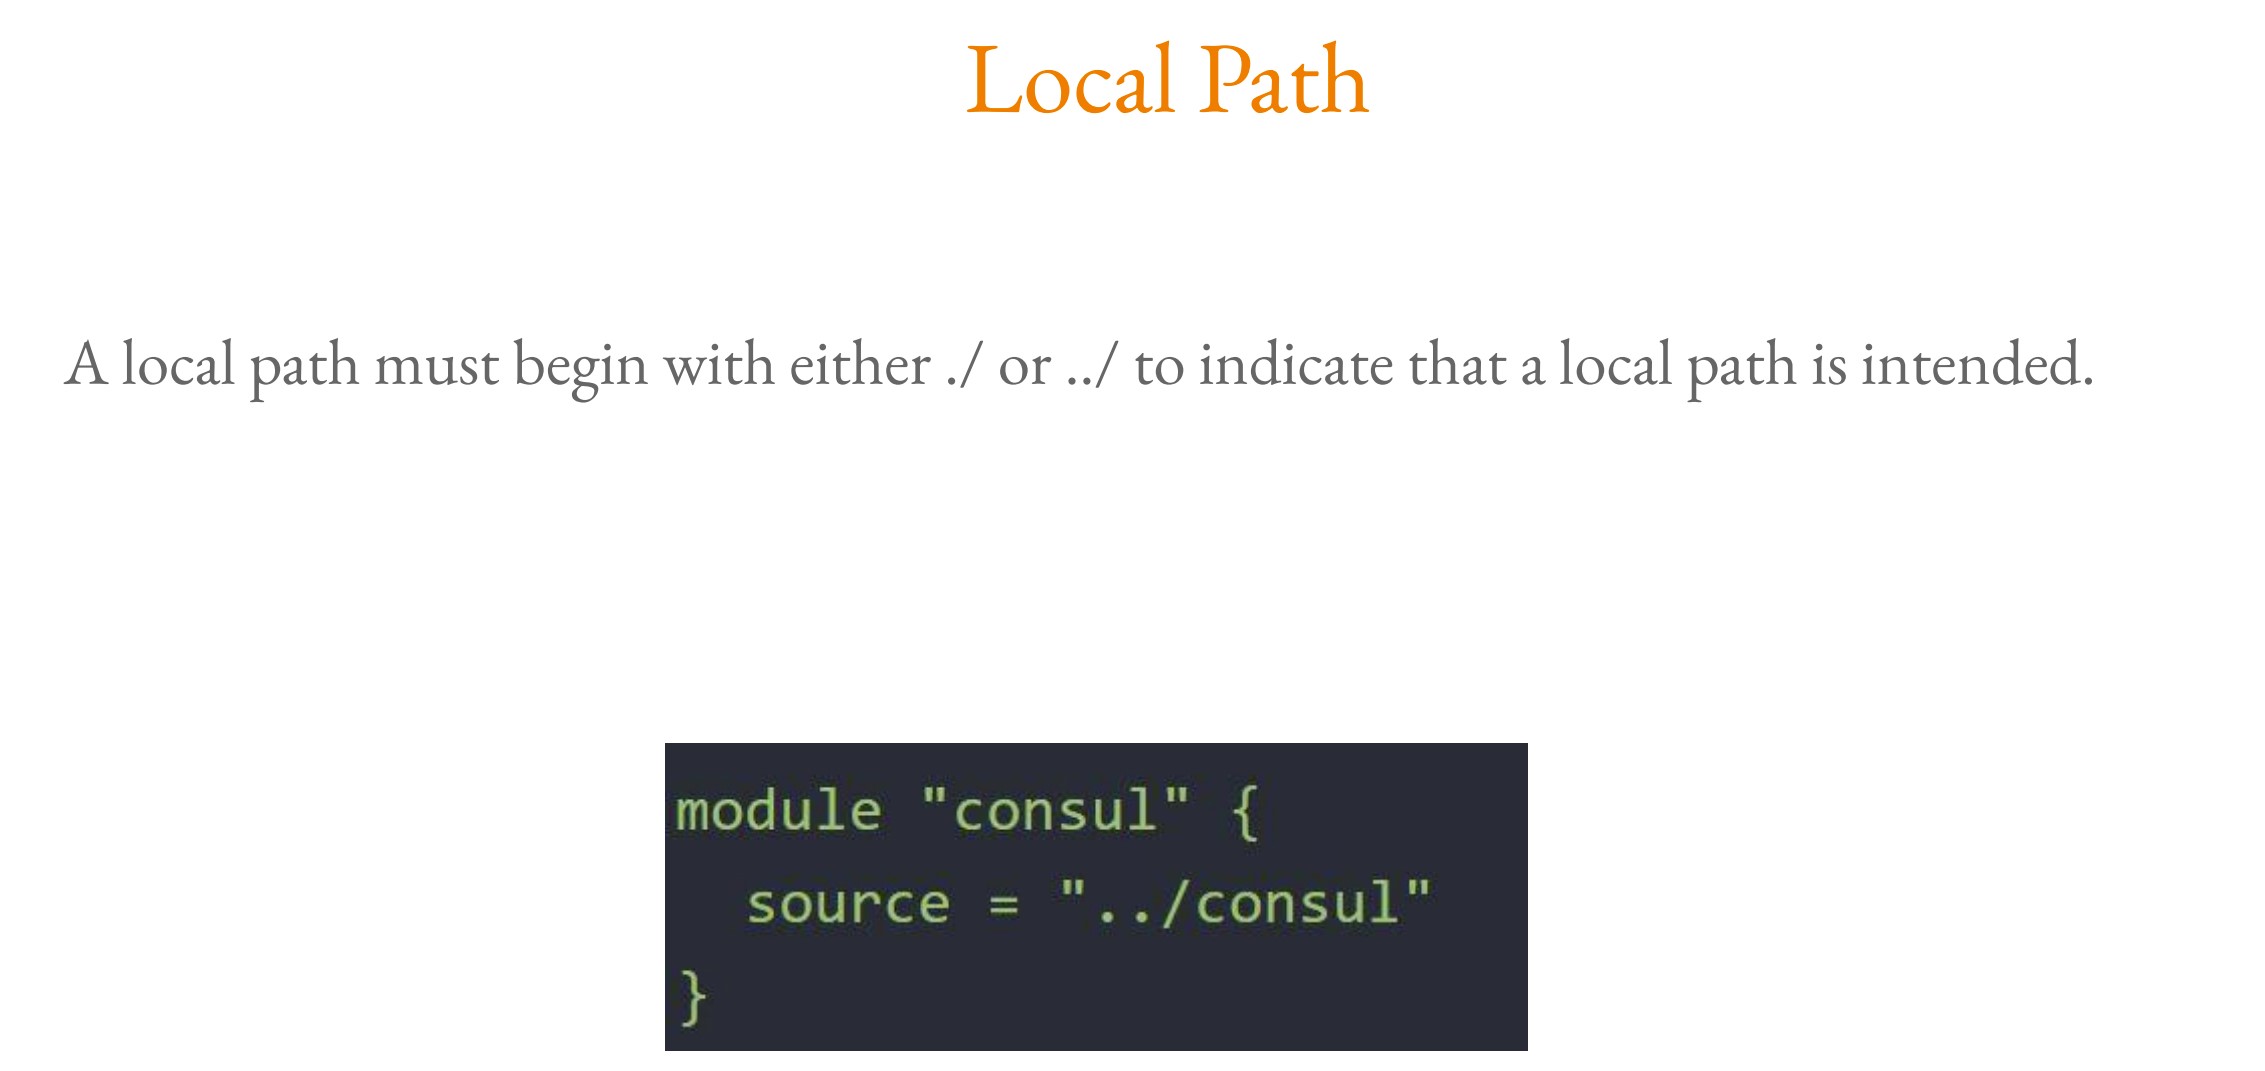 Local Path
A local path must begin with either ./ or ../ to indicate that a local path is intended.
module "consul" {
  source = "../consul"
}